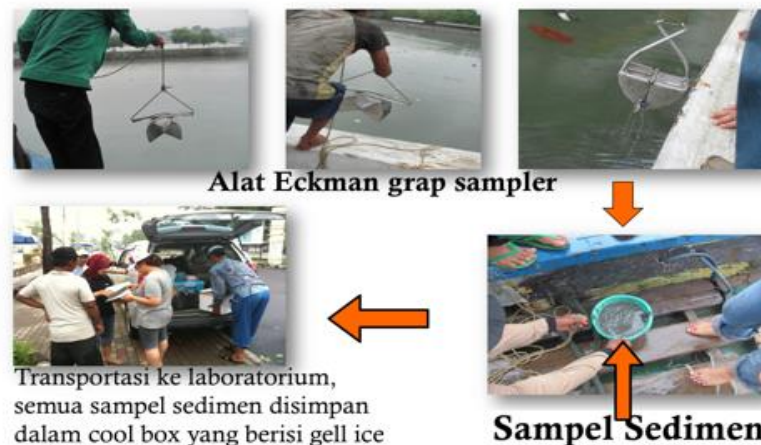 Alat Eckman grap sampler
Transportasi ke laboratorium,
semua sampel sedimen disimpan
dalam cool box yang berisi gell ice
Sampel Sedimen